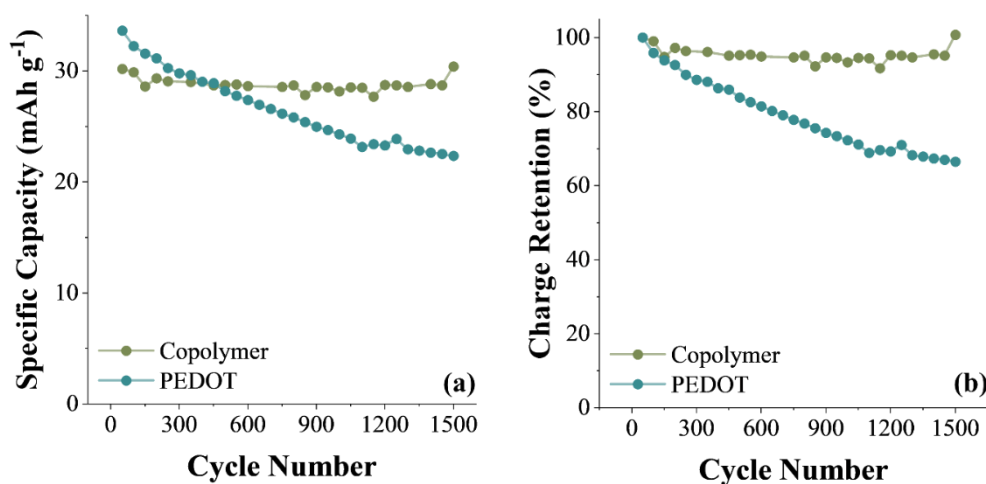 Specific Capacity (mAh g⁻¹)
30
20
10
0
Copolymer
PEDOT
(a)
0 300 600 900 1200 1500
Cycle Number
Charge Retention (%)
100
80
60
40
20
0
Copolymer
PEDOT
(b)
0 300 600 900 1200 1500
Cycle Number